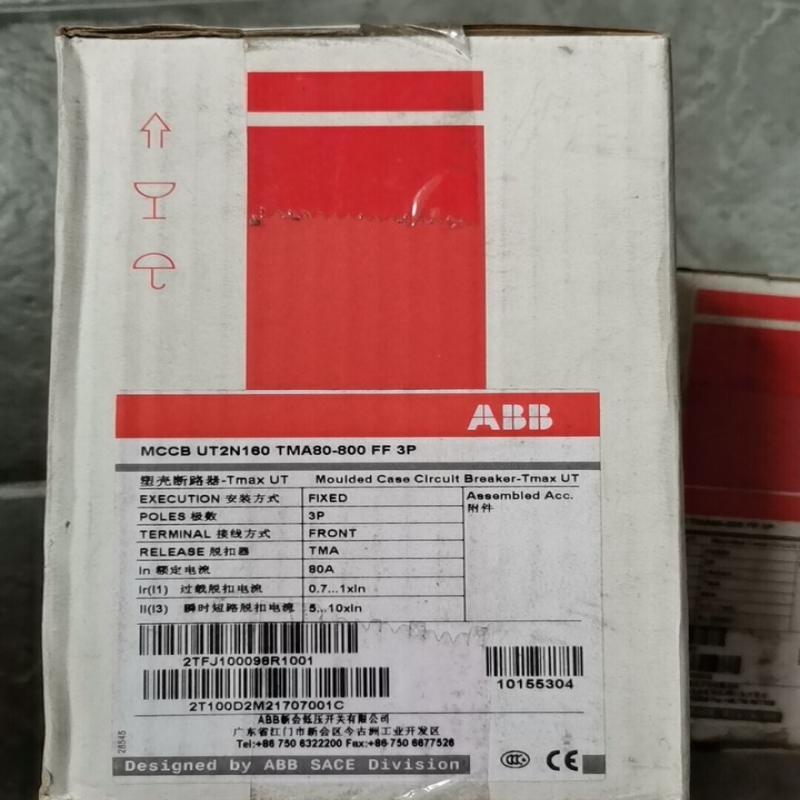 ABB
MCCB UT2N160 TMA80-800 FF 3P
塑壳断路器-Tmax UT Moulded Case Circuit Breaker-Tmax UT
EXECUTION 安装方式 FIXED Assembled Acc.
附件
POLES 极数 3P
TERMINAL 接线方式 FRONT
RELEASE 脱扣器 TMA
In 额定电流 80A
Ir(I1) 过载脱扣电流 0.7...1xIn
Ii(I3) 瞬时短路脱扣电流 5...10xIn
2TFJ100098R1001
2T100D2M21707001C
10155304
ABB新会低压开关有限公司
广东省江门市新会区今古洲工业开发区
Tel:+86 750 6322200 Fax:+86-750 6677526
28545
Designed by ABB SACE Division
CCC CE
TMA80-800 FF 3P